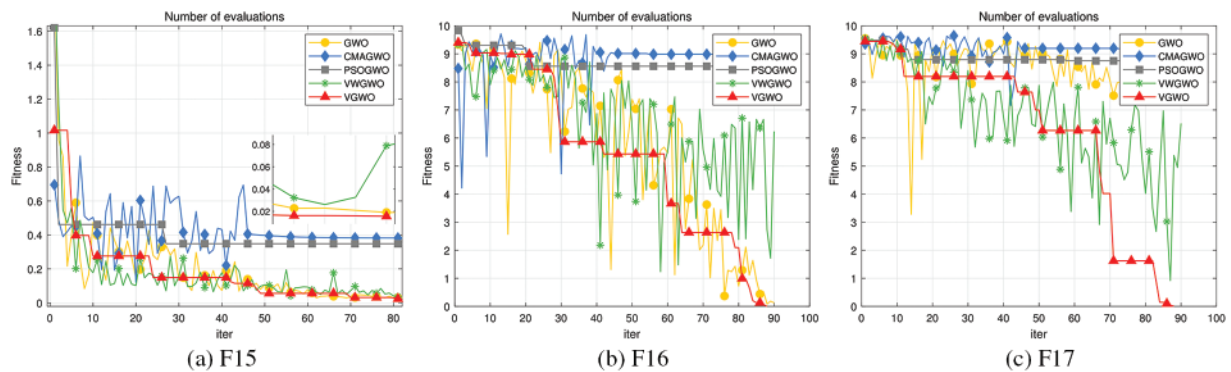 Number of evaluations
Fitness
1.6
1.4
1.2
1
0.8
0.6
0.4
0.2
0
0 10 20 30 40 50 60 70 80
iter
GWO
CMAGWO
PSOGWO
VWGWO
VGWO
0.08
0.06
0.04
0.02
(a) F15
Number of evaluations
Fitness
10
9
8
7
6
5
4
3
2
1
0
0 10 20 30 40 50 60 70 80 90 100
iter
GWO
CMAGWO
PSOGWO
VWGWO
VGWO
(b) F16
Number of evaluations
Fitness
10
9
8
7
6
5
4
3
2
1
0
0 10 20 30 40 50 60 70 80 90 100
iter
GWO
CMAGWO
PSOGWO
VWGWO
VGWO
(c) F17